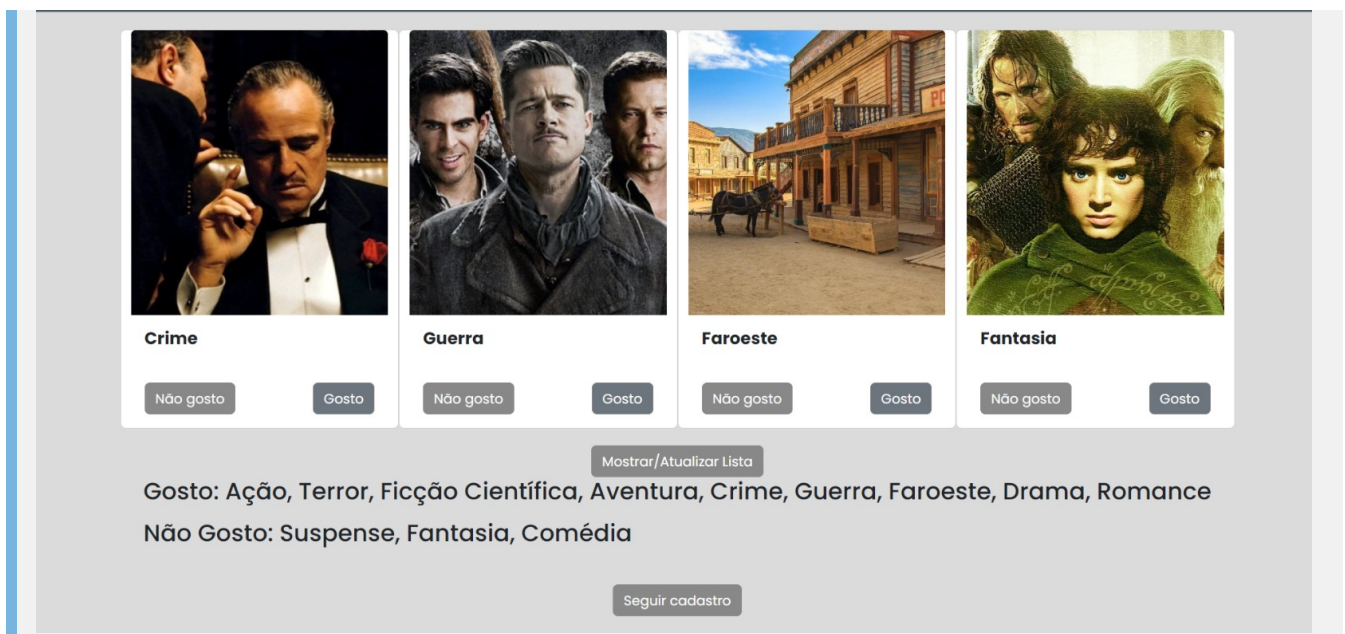 Crime
Guerra
Faroeste
Fantasia
Não gosto
Gosto
Não gosto
Gosto
Não gosto
Gosto
Não gosto
Gosto
Mostrar/Atualizar Lista
Gosto: Ação, Terror, Ficção Científica, Aventura, Crime, Guerra, Faroeste, Drama, Romance
Não Gosto: Suspense, Fantasia, Comédia
Seguir cadastro